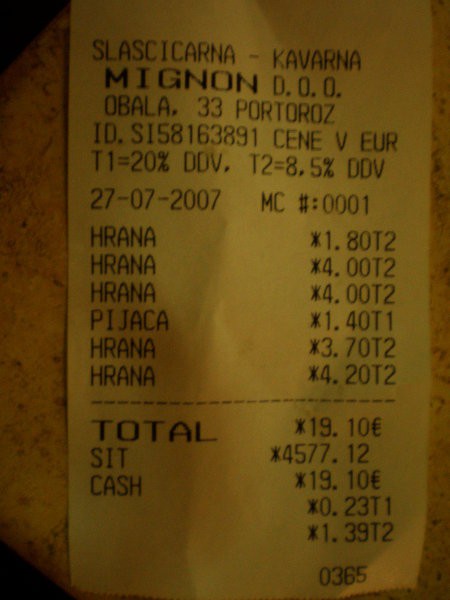 SLASCICARNA - KAVARNA
MIGNON D.O.O.
OBALA, 33 PORTOROZ
ID.SI58163891 CENE V EUR
T1=20% DDV, T2=8,5% DDV
27-07-2007 MC #:0001
HRANA *1.80T2
HRANA *4.00T2
HRANA *4.00T2
PIJACA *1.40T1
HRANA *3.70T2
HRANA *4.20T2
TOTAL *19.10€
SIT *4577.12
CASH *19.10€
*0.23T1
*1.39T2
0365